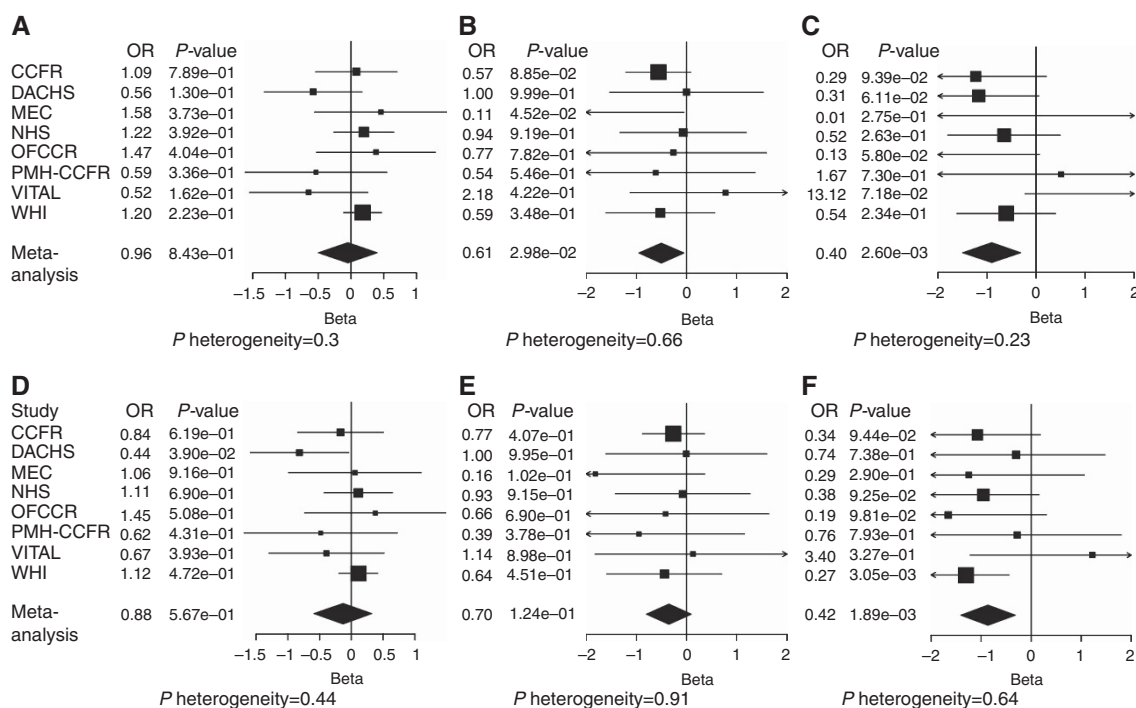 A
OR P-value
CCFR 1.09 7.89e–01
DACHS 0.56 1.30e–01
MEC 1.58 3.73e–01
NHS 1.22 3.92e–01
OFCCR 1.47 4.04e–01
PMH-CCFR 0.59 3.36e–01
VITAL 0.52 1.62e–01
WHI 1.20 2.23e–01
Meta-
analysis 0.96 8.43e–01
–1.5 –0.5 0 0.5 1
Beta
P heterogeneity=0.3
B
OR P-value
0.57 8.85e–02
1.00 9.99e–01
0.11 4.52e–02
0.94 9.19e–01
0.77 7.82e–01
0.54 5.46e–01
2.18 4.22e–01
0.59 3.48e–01
0.61 2.98e–02
–2 –1 0 1 2
Beta
P heterogeneity=0.66
C
OR P-value
0.29 9.39e–02
0.31 6.11e–02
0.01 2.75e–01
0.52 2.63e–01
0.13 5.80e–02
1.67 7.30e–01
13.12 7.18e–02
0.54 2.34e–01
0.40 2.60e–03
–2 –1 0 1 2
Beta
P heterogeneity=0.23
D
Study OR P-value
CCFR 0.84 6.19e–01
DACHS 0.44 3.90e–02
MEC 1.06 9.16e–01
NHS 1.11 6.90e–01
OFCCR 1.45 5.08e–01
PMH-CCFR 0.62 4.31e–01
VITAL 0.67 3.93e–01
WHI 1.12 4.72e–01
Meta-
analysis 0.88 5.67e–01
–1.5 –0.5 0 0.5 1
Beta
P heterogeneity=0.44
E
OR P-value
0.77 4.07e–01
1.00 9.95e–01
0.16 1.02e–01
0.93 9.15e–01
0.66 6.90e–01
0.39 3.78e–01
1.14 8.98e–01
0.64 4.51e–01
0.70 1.24e–01
–2 –1 0 1 2
Beta
P heterogeneity=0.91
F
OR P-value
0.34 9.44e–02
0.74 7.38e–01
0.29 2.90e–01
0.38 9.25e–02
0.19 9.81e–02
0.76 7.93e–01
3.40 3.27e–01
0.27 3.05e–03
0.42 1.89e–03
–2 –1 0 1 2
Beta
P heterogeneity=0.64